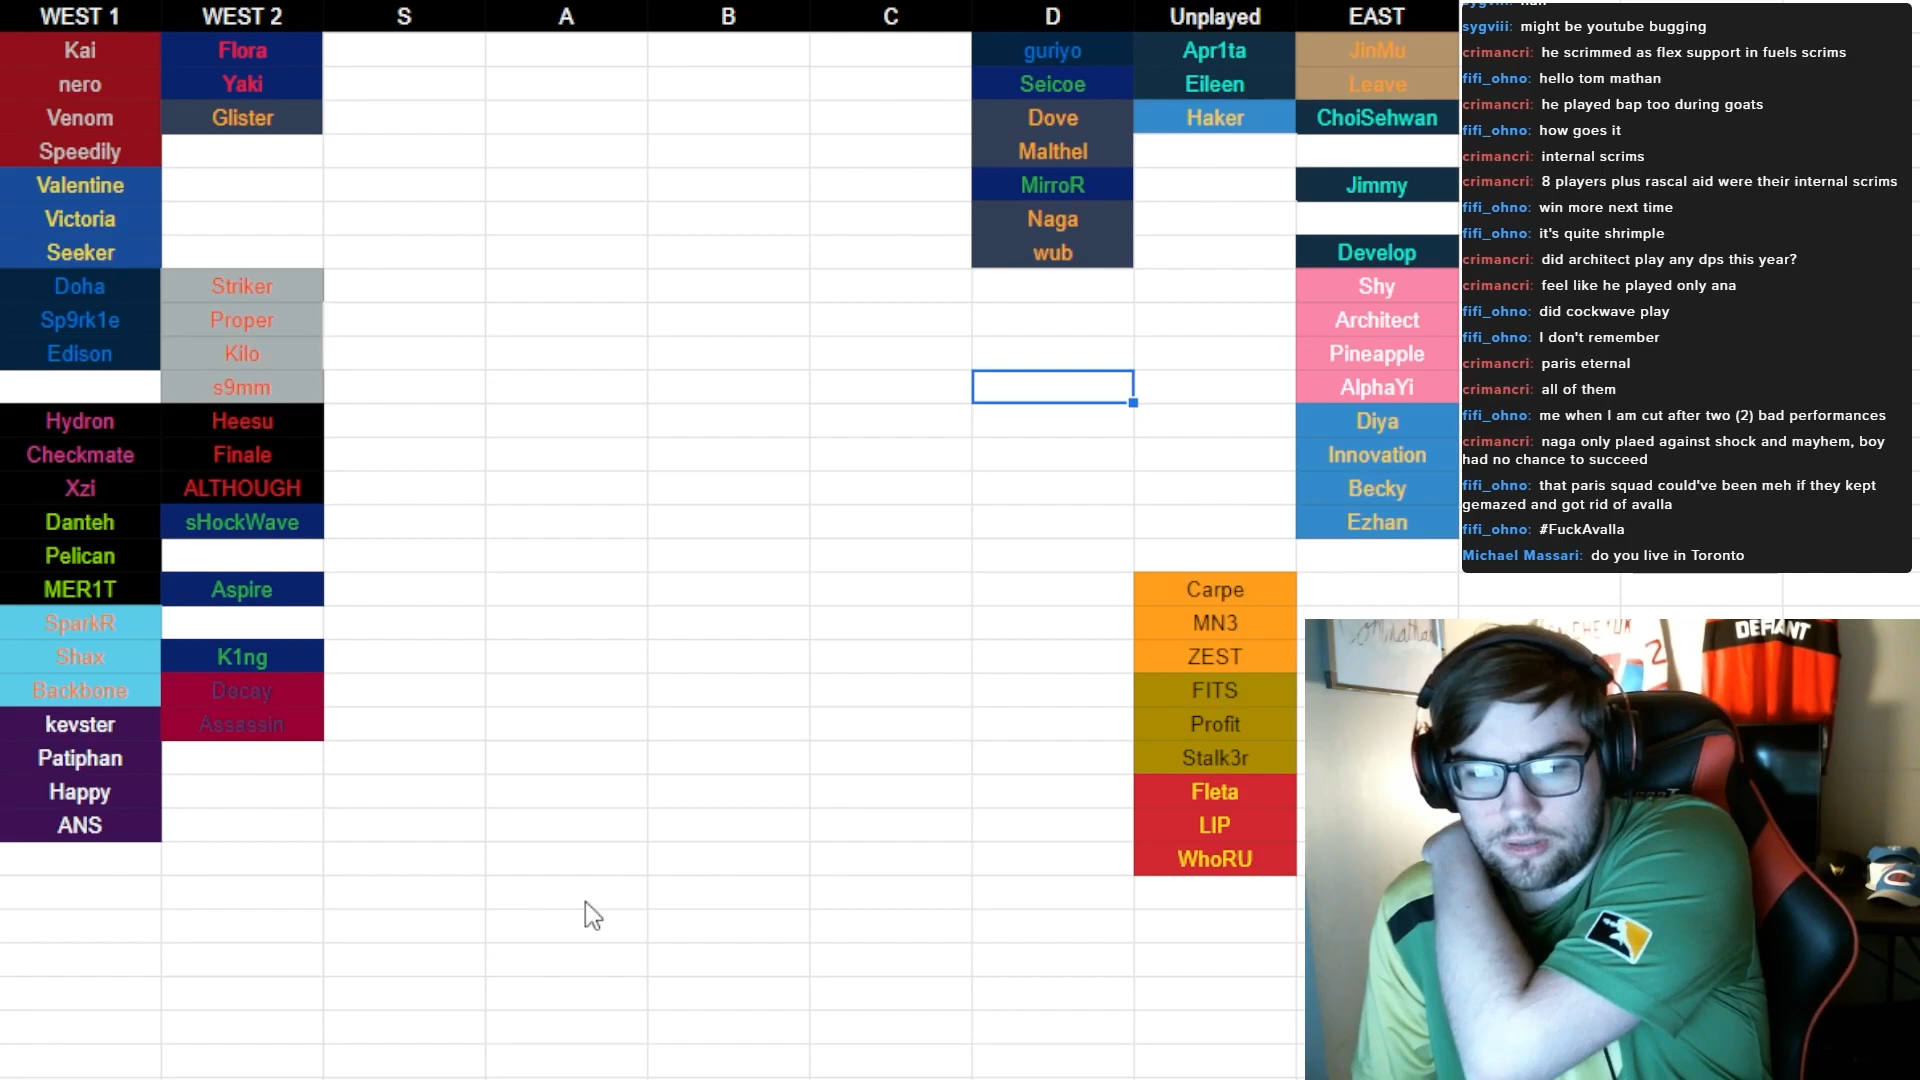 WEST 1 WEST 2 S A B C D Unplayed EAST
Kai Flora guriyo Apr1ta JinMu
nero Yaki Seicoe Eileen Leave
Venom Glister Dove Haker ChoiSehwan
Speedily Malthel
Valentine MirroR Jimmy
Victoria Naga
Seeker wub Develop
Doha Striker Shy
Sp9rk1e Proper Architect
Edison Kilo Pineapple
s9mm AlphaYi
Hydron Heesu Diya
Checkmate Finale Innovation
Xzi ALTHOUGH Becky
Danteh sHockWave Ezhan
Pelican
MER1T Aspire Carpe
SparkR MN3
Shax K1ng ZEST
Backbone Decay FITS
kevster Assassin Profit
Patiphan Stalk3r
Happy Fleta
ANS LIP
WhoRU
sygviii: might be youtube bugging
crimancri: he scrimmed as flex support in fuels scrims
fifi_ohno: hello tom mathan
crimancri: he played bap too during goats
fifi_ohno: how goes it
crimancri: internal scrims
crimancri: 8 players plus rascal aid were their internal scrims
fifi_ohno: win more next time
fifi_ohno: it's quite shrimple
crimancri: did architect play any dps this year?
crimancri: feel like he played only ana
fifi_ohno: did cockwave play
fifi_ohno: I don't remember
crimancri: paris eternal
crimancri: all of them
fifi_ohno: me when I am cut after two (2) bad performances
crimancri: naga only plaed against shock and mayhem, boy
had no chance to succeed
fifi_ohno: that paris squad could've been meh if they kept
gemazed and got rid of avalla
fifi_ohno: #FuckAvalla
Michael Massari: do you live in Toronto
DEFIANT